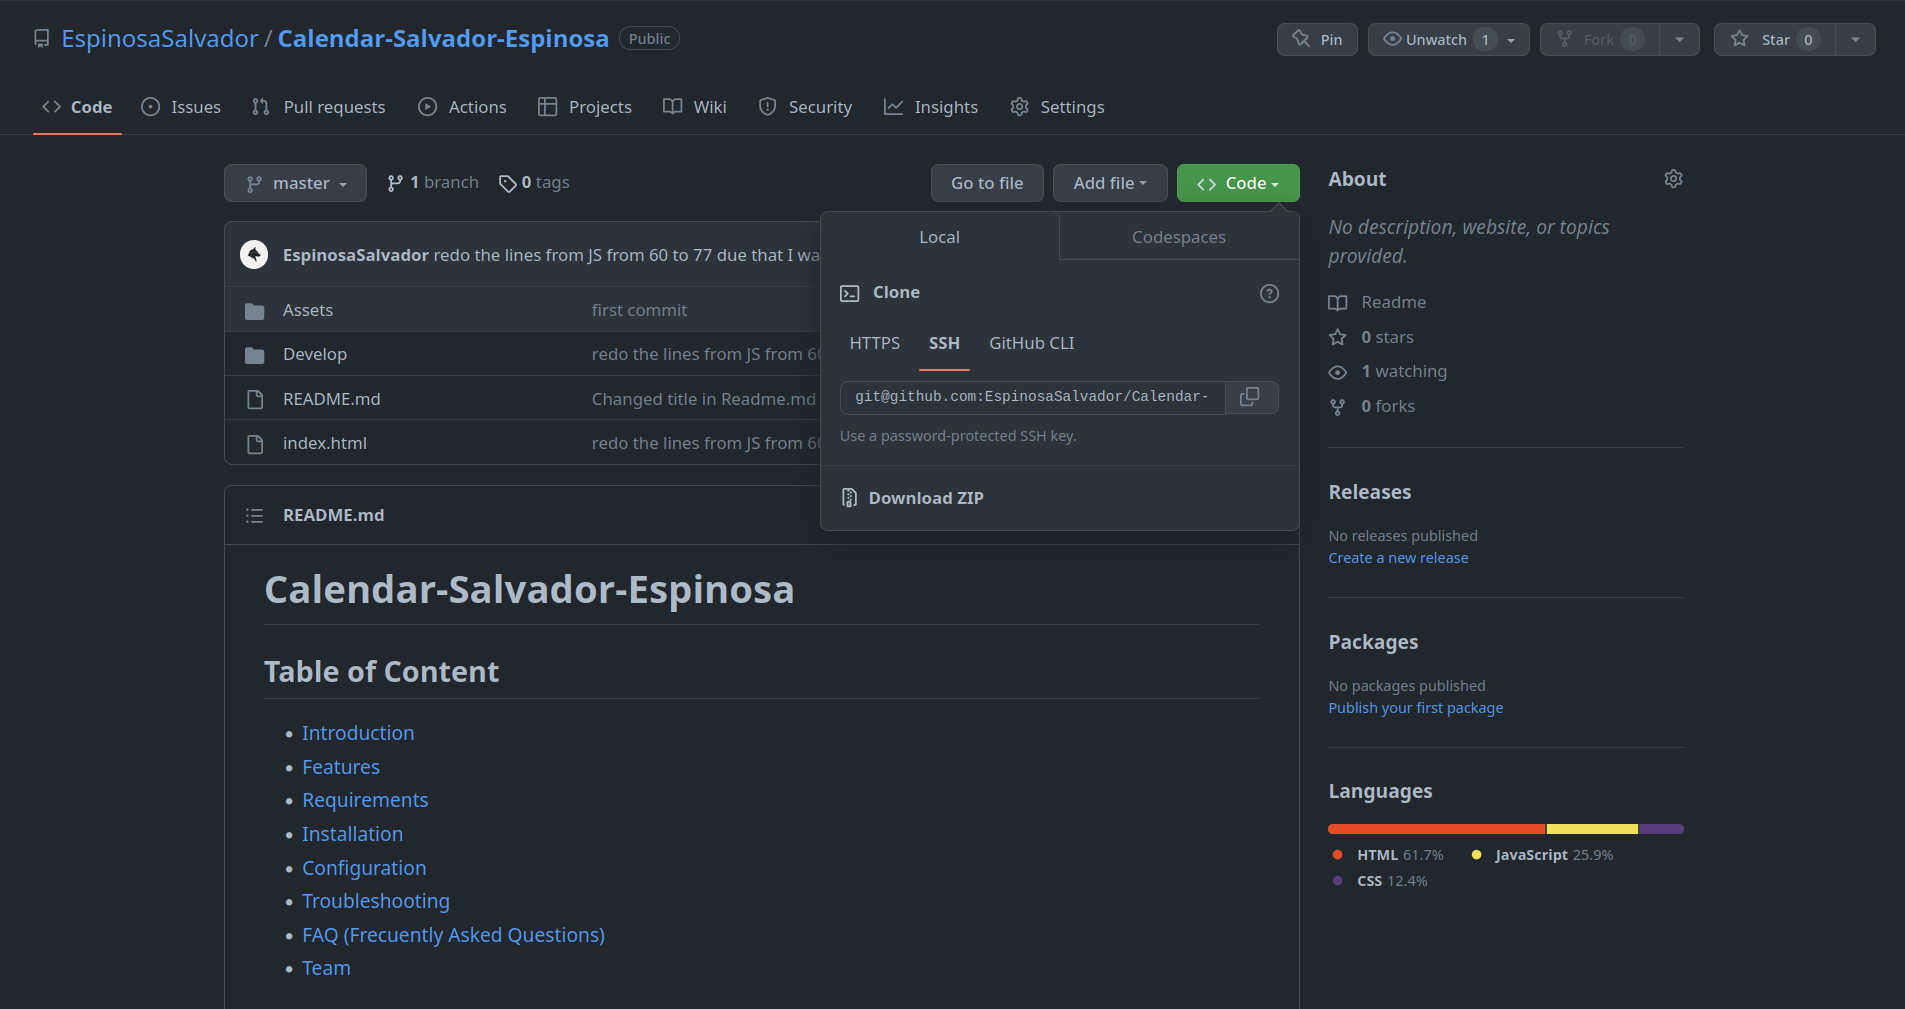 EspinosaSalvador / Calendar-Salvador-Espinosa Public
Pin Unwatch 1 Fork 0 Star 0
Code Issues Pull requests Actions Projects Wiki Security Insights Settings
master 1 branch 0 tags Go to file Add file Code
EspinosaSalvador redo the lines from JS from 60 to 77 due that I wa
Assets first commit
Develop redo the lines from JS from 60
README.md Changed title in Readme.md
index.html redo the lines from JS from 60
Local Codespaces
Clone
HTTPS SSH GitHub CLI
git@github.com:EspinosaSalvador/Calendar-
Use a password-protected SSH key.
Download ZIP
README.md
Calendar-Salvador-Espinosa
Table of Content
Introduction
Features
Requirements
Installation
Configuration
Troubleshooting
FAQ (Frecuently Asked Questions)
Team
About
No description, website, or topics
provided.
Readme
0 stars
1 watching
0 forks
Releases
No releases published
Create a new release
Packages
No packages published
Publish your first package
Languages
HTML 61.7% JavaScript 25.9%
CSS 12.4%